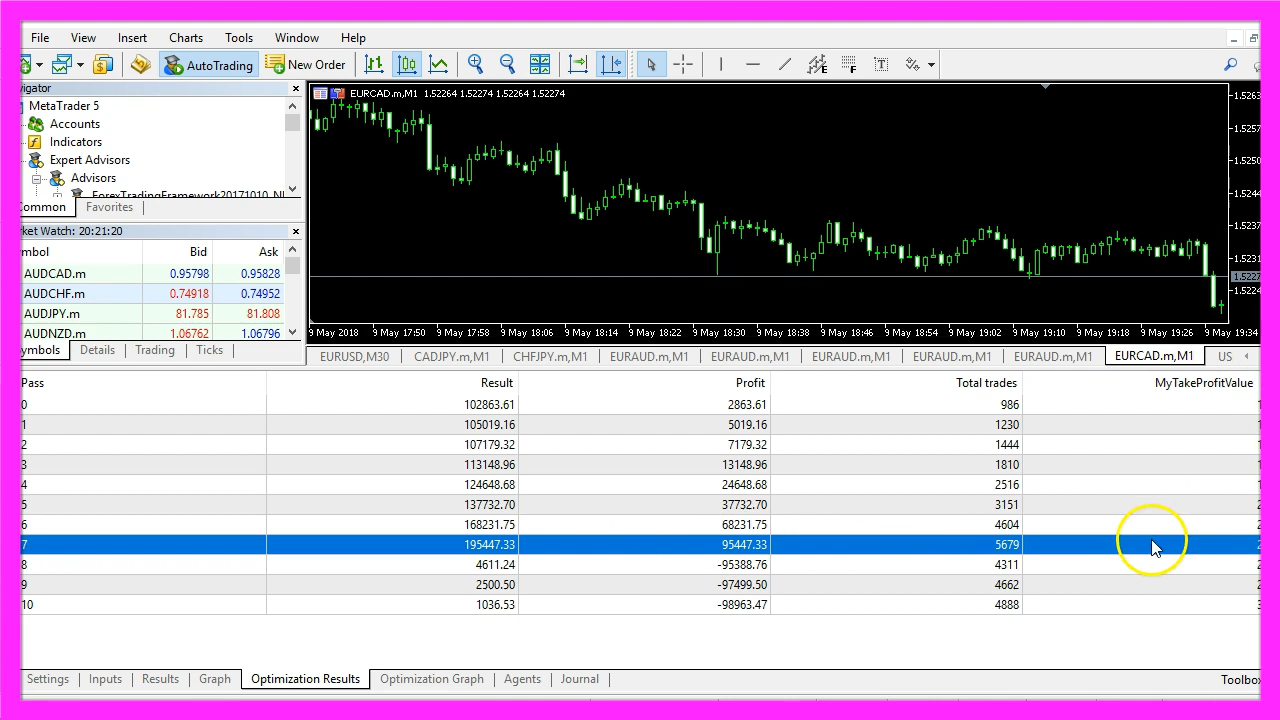 File View Insert Charts Tools Window Help
AutoTrading New Order
MetaTrader 5
Accounts
Indicators
Expert Advisors
Advisors
Common Favorites
Market Watch: 20:21:20
Bid Ask
AUDCAD.m 0.95798 0.95828
AUDCHF.m 0.74918 0.74952
AUDJPY.m 81.785 81.808
AUDNZD.m 1.06762 1.06796
Symbols Details Trading Ticks
EURCAD.m,M1 1.52264 1.52274 1.52264 1.52274
9 May 2018 9 May 17:50 9 May 17:58 9 May 18:06 9 May 18:14 9 May 18:22 9 May 18:30 9 May 18:38 9 May 18:46 9 May 18:54 9 May 19:02 9 May 19:10 9 May 19:18 9 May 19:26 9 May 19:34
EURUSD,M30 CADJPY.m,M1 CHFJPY.m,M1 EURAUD.m,M1 EURAUD.m,M1 EURAUD.m,M1 EURAUD.m,M1 EURAUD.m,M1 EURCAD.m,M1 US
Pass Result Profit Total trades MyTakeProfitValue
0 102863.61 2863.61 986
1 105019.16 5019.16 1230
2 107179.32 7179.32 1444
3 113148.96 13148.96 1810
4 124648.68 24648.68 2516
5 137732.70 37732.70 3151
6 168231.75 68231.75 4604
7 195447.33 95447.33 5679
8 4611.24 -95388.76 4311
9 2500.50 -97499.50 4662
10 1036.53 -98963.47 4888
Settings Inputs Results Graph Optimization Results Optimization Graph Agents Journal Toolbox